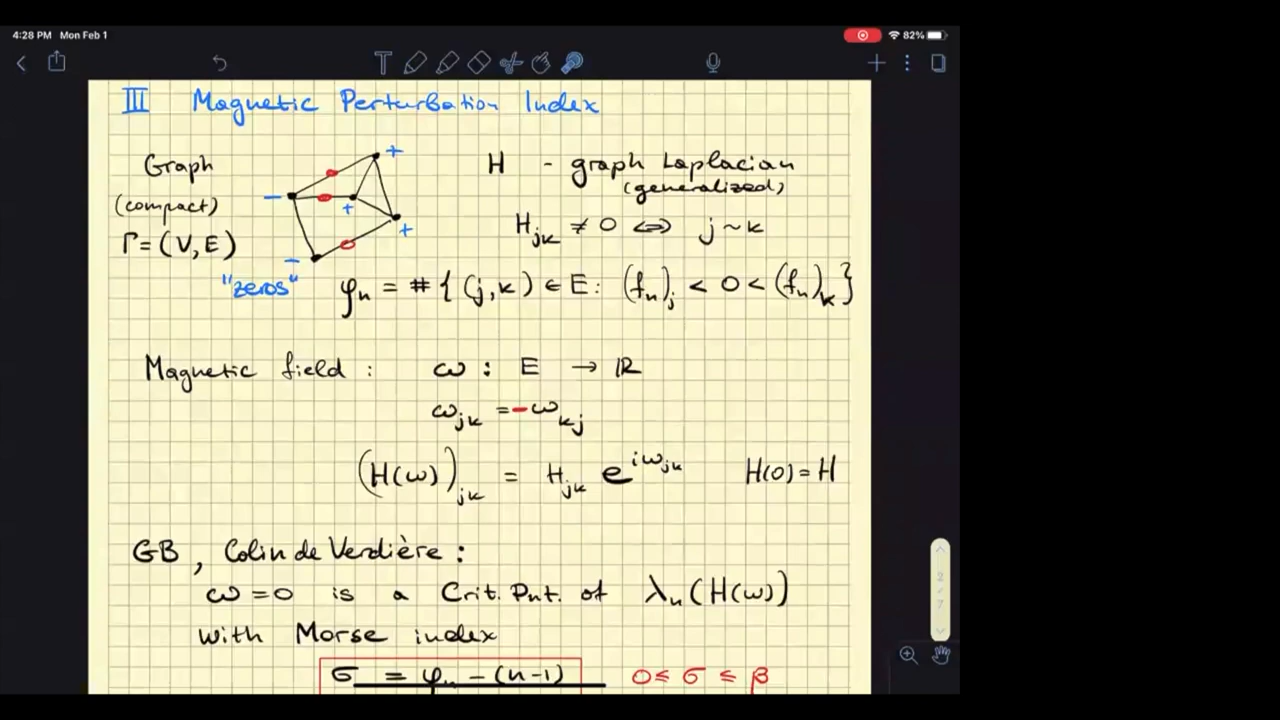 4:28 PM Mon Feb 1
82%
III Magnetic Perturbation Index
Graph
(compact)
Γ = (V, E)
"zeros"
− + + + −
H - graph Laplacian
(generalized)
H_jk ≠ 0 ⇔ j ~ k
φ_n = # { (j,k) ∈ E : (f_n)_j < 0 < (f_n)_k }
Magnetic field : ω : E → ℝ
ω_jk = -ω_kj
(H(ω))_jk = H_jk e^{iω_jk} H(0) = H
GB, Colin de Verdière :
ω = 0 is a Crit. Pnt. of λ_n(H(ω))
with Morse index
σ = φ_n - (n-1) 0 ≤ σ ≤ β
2 / 7